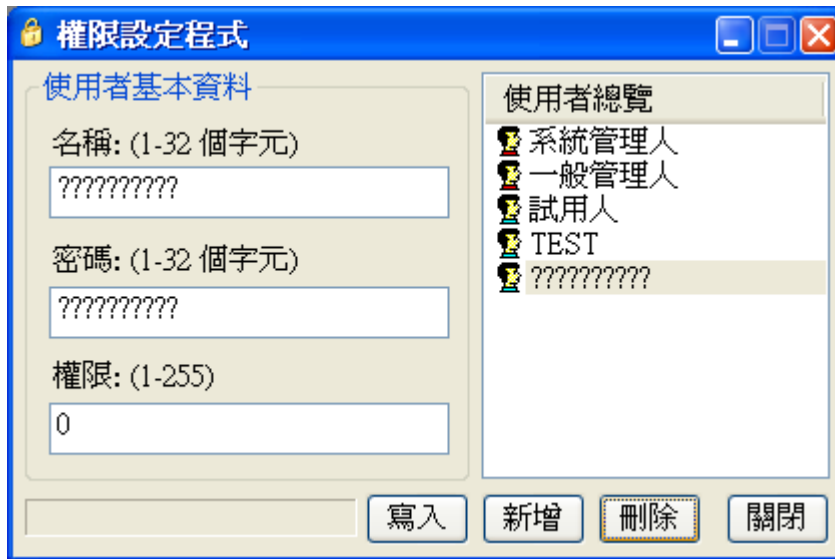 權限設定程式
使用者基本資料
名稱: (1-32 個字元)
??????????
密碼: (1-32 個字元)
??????????
權限: (1-255)
0
使用者總覽
系統管理人
一般管理人
試用人
TEST
??????????
寫入
新增
刪除
關閉